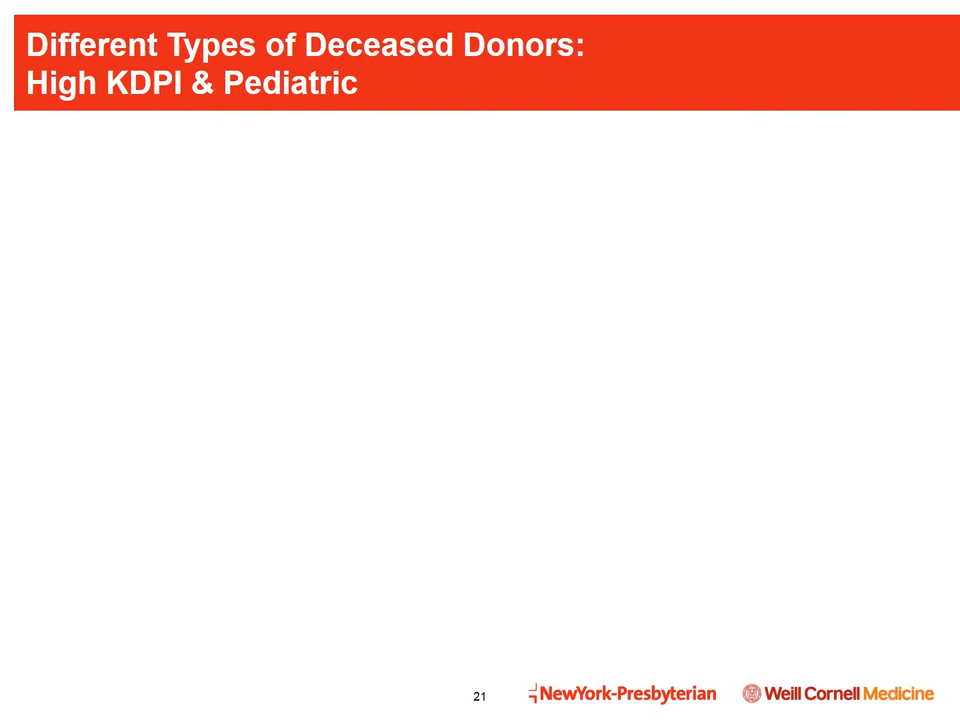 Different Types of Deceased Donors:
High KDPI & Pediatric
21
NewYork-Presbyterian
Weill Cornell Medicine